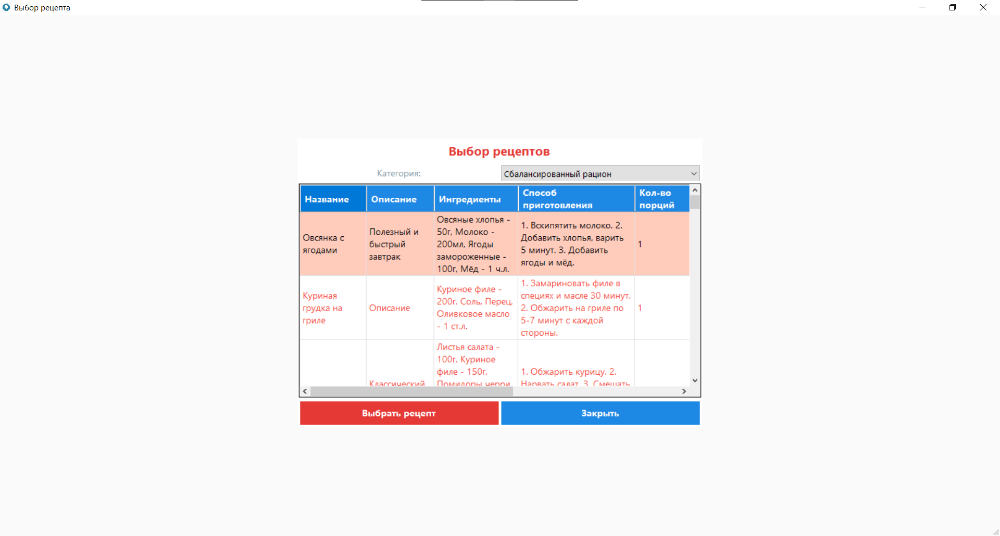 Выбор рецепта
Выбор рецептов
Категория:
Сбалансированный рацион
Название
Описание
Ингредиенты
Способ
приготовления
Кол-во
порций
Овсянка с
ягодами
Полезный и
быстрый
завтрак
Овсяные хлопья -
50г, Молоко -
200мл, Ягоды
замороженные -
100г, Мёд - 1 ч.л.
1. Вскипятить молоко. 2.
Добавить хлопья, варить
5 минут. 3. Добавить
ягоды и мёд.
1
Куриная
грудка на
гриле
Описание
Куриное филе -
200г, Соль, Перец,
Оливковое масло
- 1 ст.л.
1. Замариновать филе в
специях и масле 30 минут.
2. Обжарить на гриле по
5-7 минут с каждой
стороны.
1
Классический
Листья салата -
100г, Куриное
филе - 150г,
Помидоры черри
1. Обжарить курицу. 2.
Нарвать салат. 3. Смешать
Выбрать рецепт
Закрыть